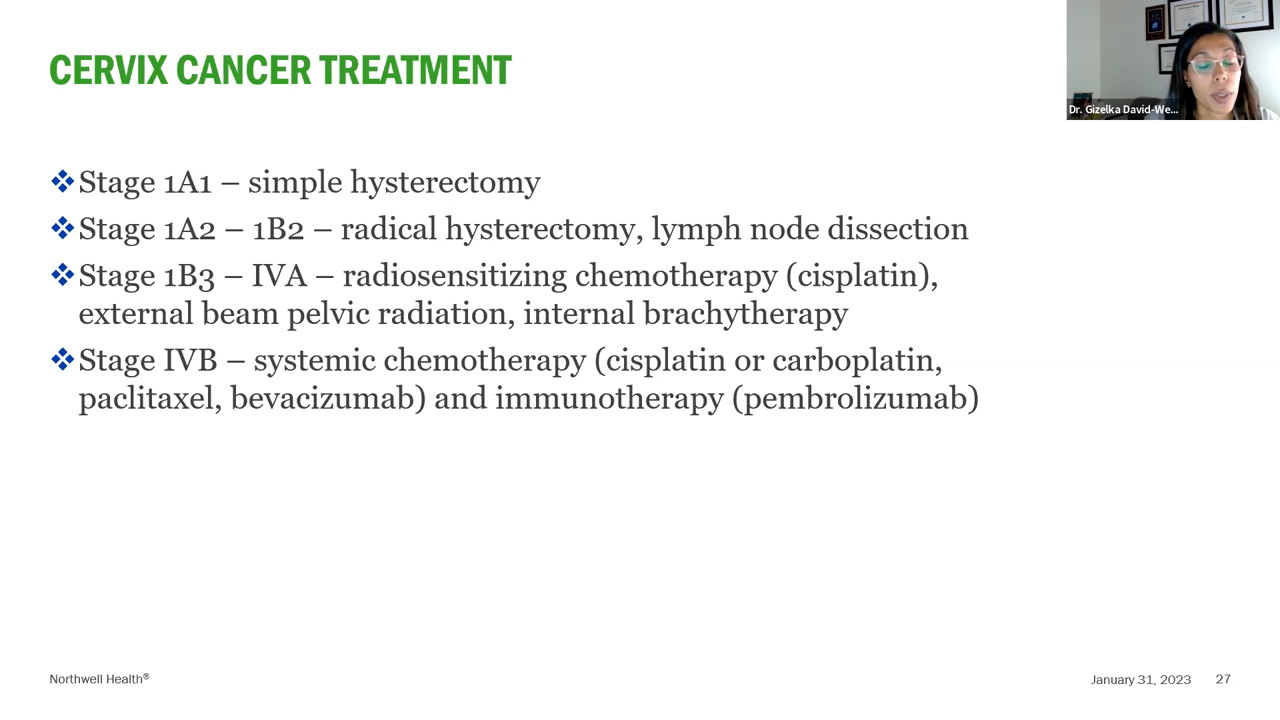 CERVIX CANCER TREATMENT
Dr. Gizelka David-We...
❖Stage 1A1 – simple hysterectomy
❖Stage 1A2 – 1B2 – radical hysterectomy, lymph node dissection
❖Stage 1B3 – IVA – radiosensitizing chemotherapy (cisplatin),
external beam pelvic radiation, internal brachytherapy
❖Stage IVB – systemic chemotherapy (cisplatin or carboplatin,
paclitaxel, bevacizumab) and immunotherapy (pembrolizumab)
Northwell Health®
January 31, 2023 27